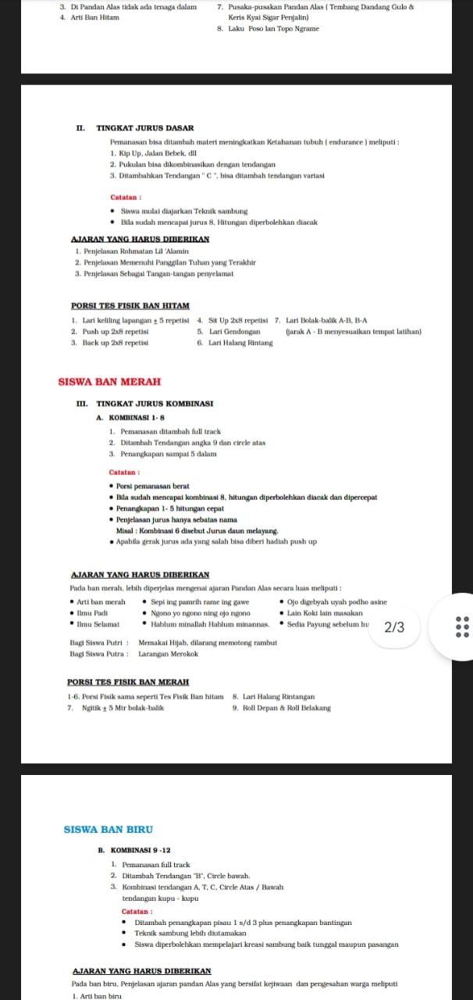 3. Di Pandan Alas tidak ada tenaga dalam
4. Arti Ban Hitam
7. Pusaka-pusakan Pandan Alas ( Tembang Dandang Gulo &
Keris Kyai Sigar Penjalin)
8. Laku Poso lan Topo Ngrame
II. TINGKAT JURUS DASAR
Pemanasan bisa ditambah materi meningkatkan Ketahanan tubuh ( endurance ) meliputi :
1. Kip Up, Jalan Bebek, dll
2. Pukulan bisa dikombinasikan dengan tendangan
3. Ditambahkan Tendangan " C ", bisa ditambah tendangan variasi
Catatan :
• Siswa mulai diajarkan Teknik sambung
• Bila sudah mencapai jurus 8, Hitungan diperbolehkan diacak
AJARAN YANG HARUS DIBERIKAN
1. Penjelasan Rohmatan Lil 'Alamin
2. Penjelasan Memenuhi Panggilan Tuhan yang Terakhir
3. Penjelasan Sebagai Tangan-tangan penyelamat
PORSI TES FISIK BAN HITAM
1. Lari keliling lapangan ± 5 repetisi 4. Sit Up 2x8 repetisi 7. Lari Bolak-balik A-B, B-A
2. Push up 2x8 repetisi 5. Lari Gendongan (jarak A - B menyesuaikan tempat latihan)
3. Back up 2x8 repetisi 6. Lari Halang Rintang
SISWA BAN MERAH
III. TINGKAT JURUS KOMBINASI
A. KOMBINASI 1- 8
1. Pemanasan ditambah full track
2. Ditambah Tendangan angka 9 dan circle atas
3. Penangkapan sampai 5 dalam
Catatan :
• Porsi pemanasan berat
• Bila sudah mencapai kombinasi 8, hitungan diperbolehkan diacak dan dipercepat
• Penangkapan 1- 5 hitungan cepat
• Penjelasan jurus hanya sebatas nama
Misal : Kombinasi 6 disebut Jurus daun melayang.
• Apabila gerak jurus ada yang salah bisa diberi hadiah push up
AJARAN YANG HARUS DIBERIKAN
Pada ban merah, lebih diperjelas mengenai ajaran Pandan Alas secara luas meliputi :
• Arti ban merah • Sepi ing pamrih rame ing gawe • Ojo digebyah uyah podho asine
• Ilmu Padi • Ngono yo ngono ning ojo ngono • Lain Koki lain masakan
• Ilmu Selamat • Hablum minallah Hablum minannas. • Sedia Payung sebelum hu
2/3
Bagi Siswa Putri : Memakai Hijab, dilarang memotong rambut
Bagi Siswa Putra : Larangan Merokok
PORSI TES FISIK BAN MERAH
1-6. Porsi Fisik sama seperti Tes Fisik Ban hitam 8. Lari Halang Rintangan
7. Ngitik ± 5 Mtr bolak-balik 9. Roll Depan & Roll Belakang
SISWA BAN BIRU
B. KOMBINASI 9 -12
1. Pemanasan full track
2. Ditambah Tendangan "B", Circle bawah.
3. Kombinasi tendangan A, T, C, Circle Atas / Bawah
tendangan kupu - kupu
Catatan :
• Ditambah penangkapan pisau 1 s/d 3 plus penangkapan bantingan
• Teknik sambung lebih diutamakan
• Siswa diperbolehkan mempelajari kreasi sambung baik tunggal maupun pasangan
AJARAN YANG HARUS DIBERIKAN
Pada ban biru, Penjelasan ajaran pandan Alas yang bersifat kejiwaan dan pengesahan warga meliputi
1. Arti ban biru